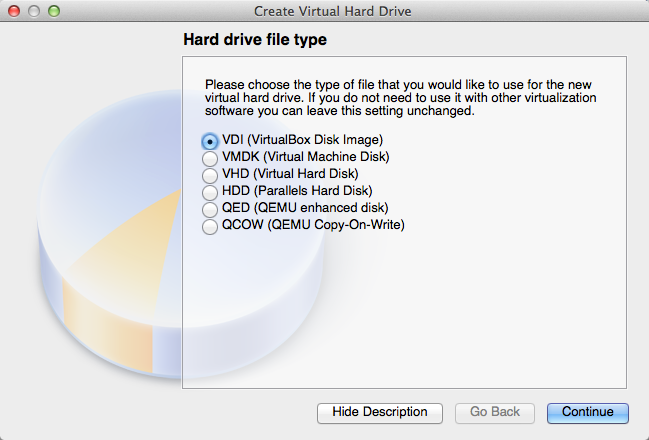 Create Virtual Hard Drive
Hard drive file type
Please choose the type of file that you would like to use for the new
virtual hard drive. If you do not need to use it with other virtualization
software you can leave this setting unchanged.
VDI (VirtualBox Disk Image)
VMDK (Virtual Machine Disk)
VHD (Virtual Hard Disk)
HDD (Parallels Hard Disk)
QED (QEMU enhanced disk)
QCOW (QEMU Copy-On-Write)
Hide Description
Go Back
Continue